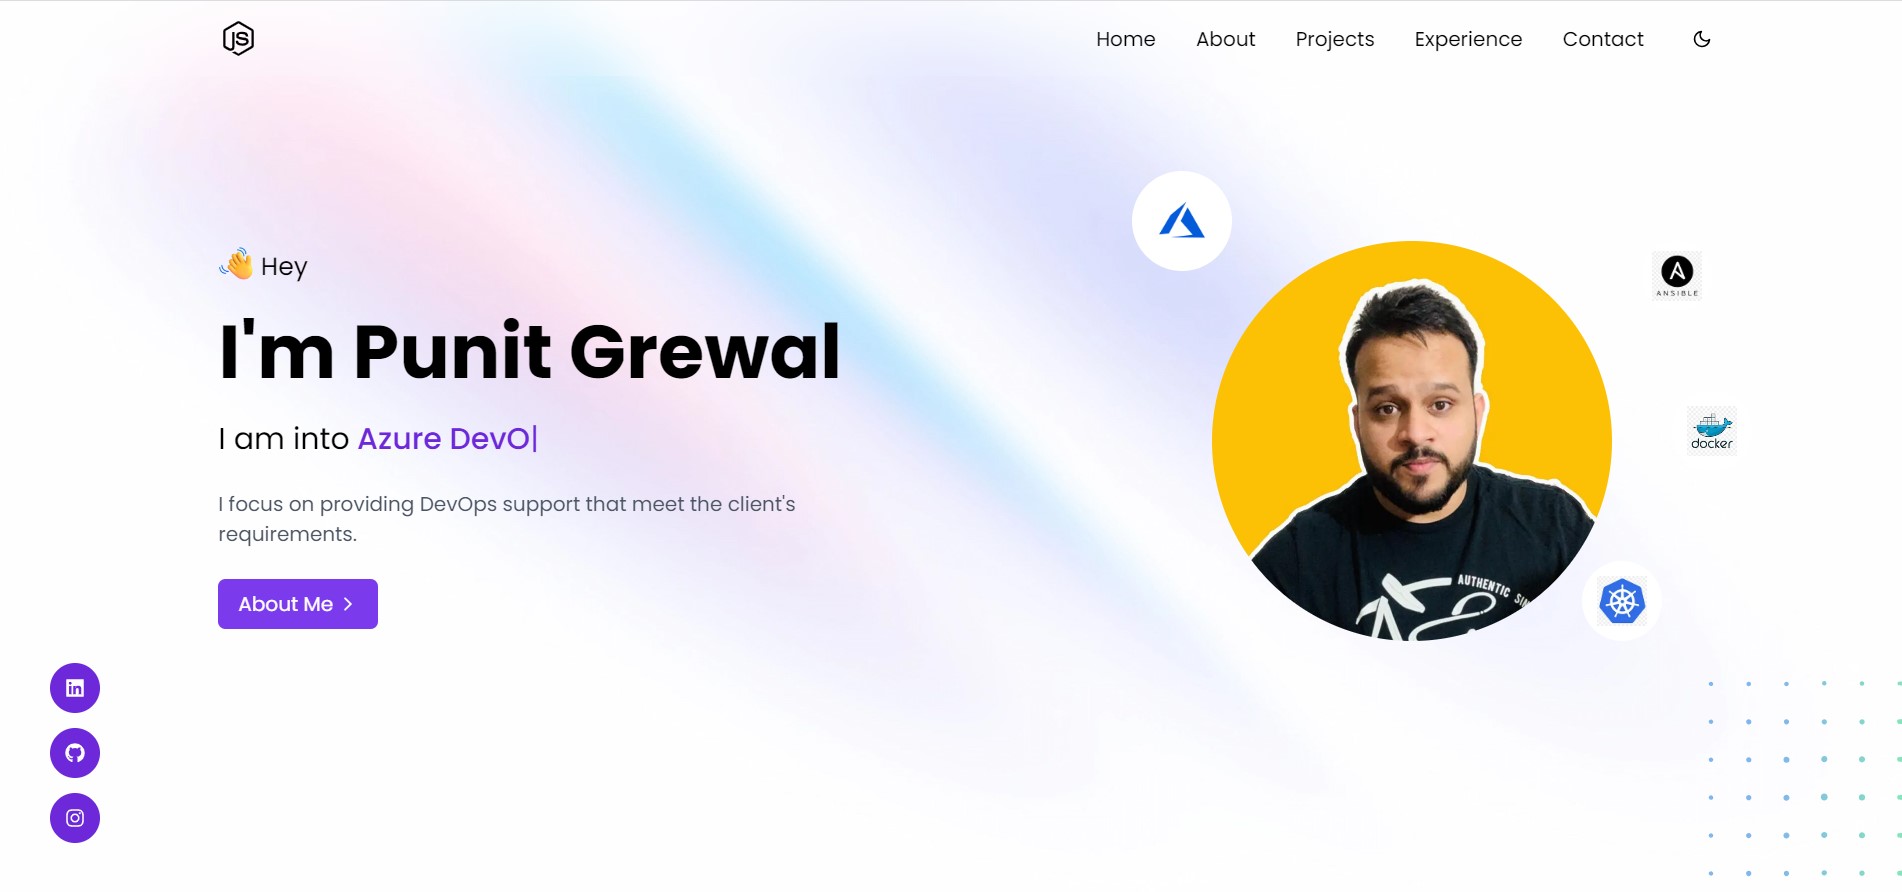 JS
Home About Projects Experience Contact
👋 Hey
I'm Punit Grewal
I am into Azure DevO|
I focus on providing DevOps support that meet the client's
requirements.
About Me >
ANSIBLE
docker
AUTHENTIC
in